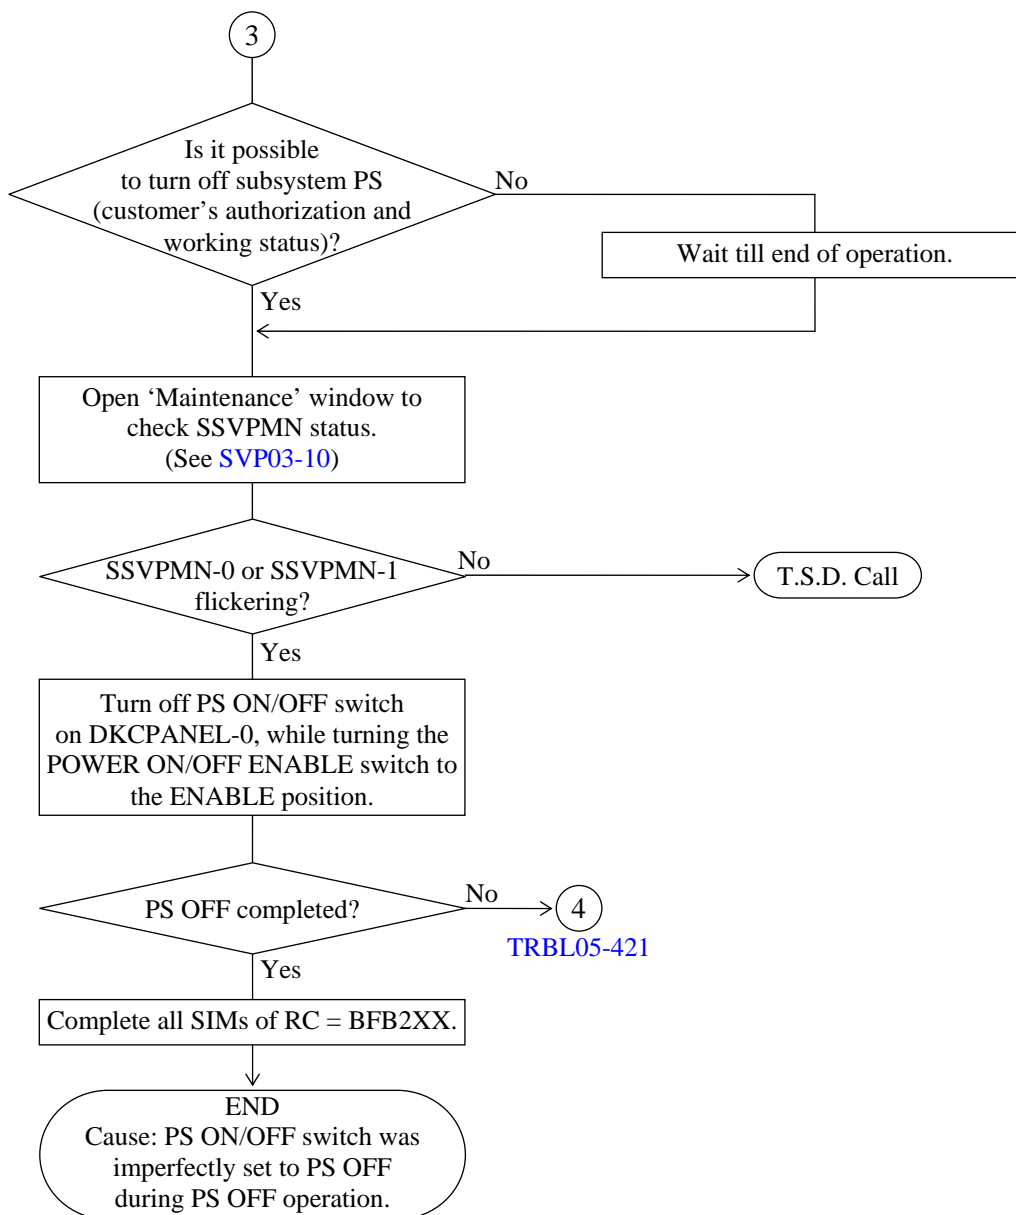 3
Is it possible
to turn off subsystem PS
(customer’s authorization and
working status)?
No
Wait till end of operation.
Yes
Open ‘Maintenance’ window to
check SSVPMN status.
(See SVP03-10)
SSVPMN-0 or SSVPMN-1
flickering?
No
T.S.D. Call
Yes
Turn off PS ON/OFF switch
on DKCPANEL-0, while turning the
POWER ON/OFF ENABLE switch to
the ENABLE position.
PS OFF completed?
No
4
TRBL05-421
Yes
Complete all SIMs of RC = BFB2XX.
END
Cause: PS ON/OFF switch was
imperfectly set to PS OFF
during PS OFF operation.